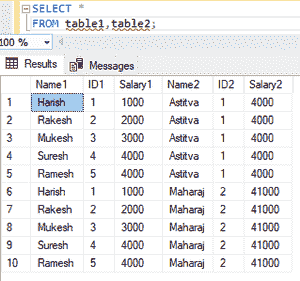 SELECT *
FROM table1,table2;
100 %
Results Messages
Name1 ID1 Salary1 Name2 ID2 Salary2
1 Harish 1 1000 Astitva 1 4000
2 Rakesh 2 2000 Astitva 1 4000
3 Mukesh 3 3000 Astitva 1 4000
4 Suresh 4 4000 Astitva 1 4000
5 Ramesh 5 4000 Astitva 1 4000
6 Harish 1 1000 Maharaj 2 41000
7 Rakesh 2 2000 Maharaj 2 41000
8 Mukesh 3 3000 Maharaj 2 41000
9 Suresh 4 4000 Maharaj 2 41000
10 Ramesh 5 4000 Maharaj 2 41000